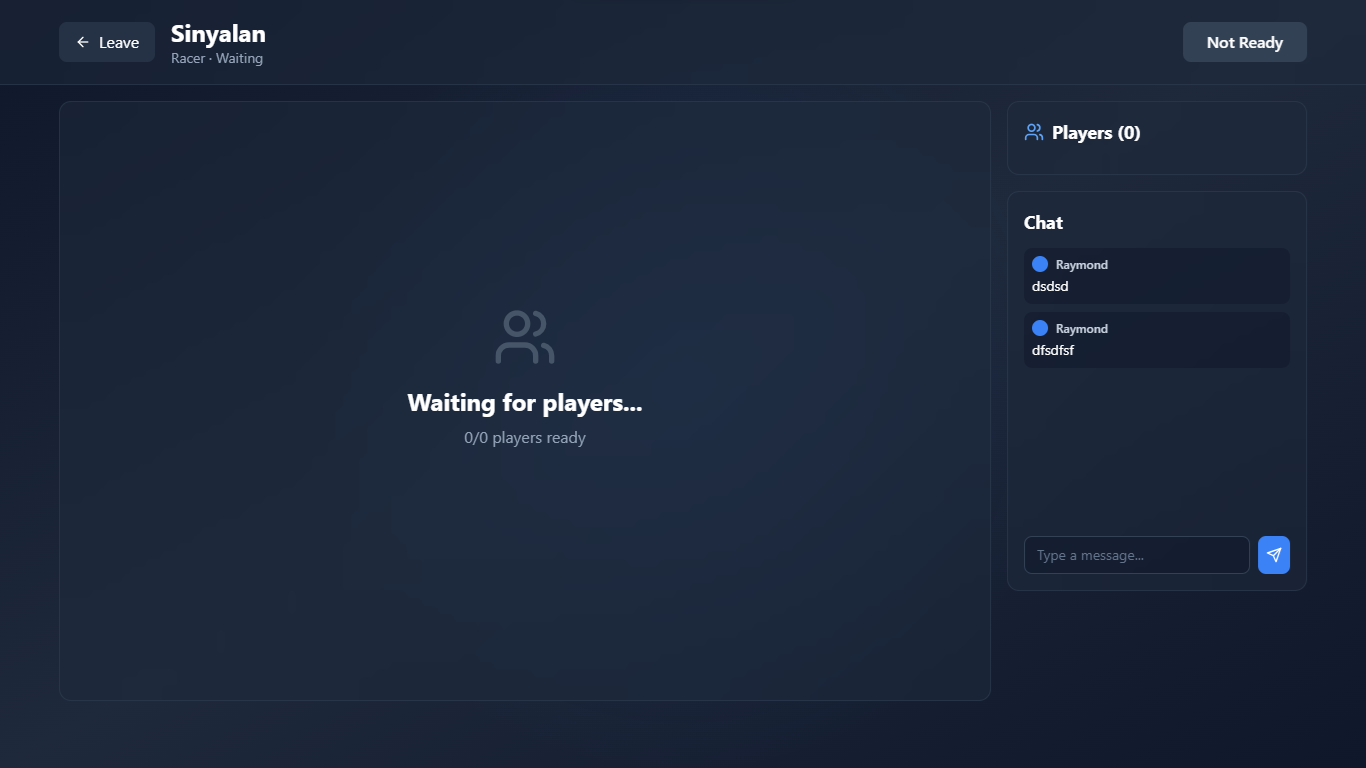 Leave
Sinyalan
Racer · Waiting
Not Ready
Waiting for players...
0/0 players ready
Players (0)
Chat
Raymond
dsdsd
Raymond
dfsdfsf
Type a message...